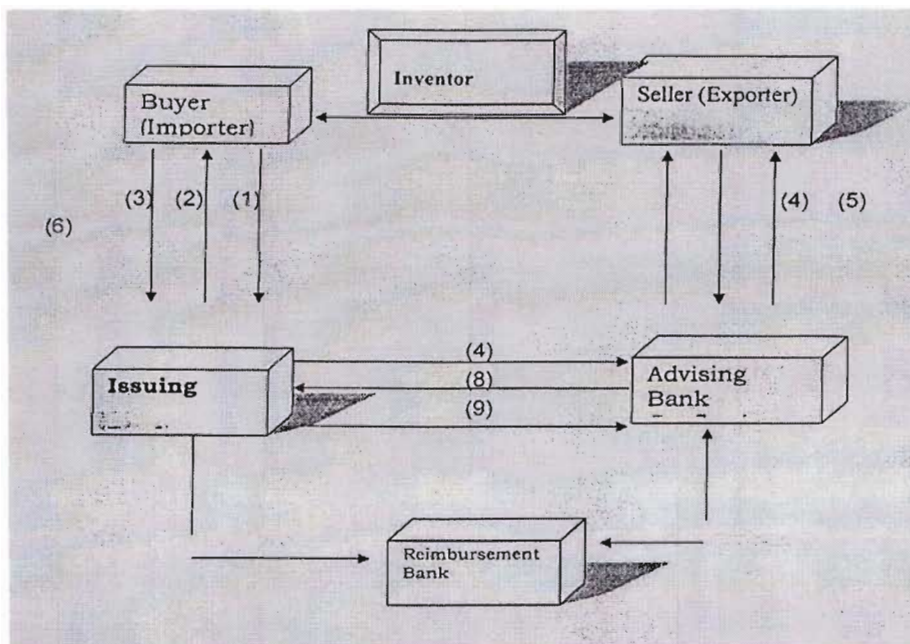 Inventor
Buyer
(Importer)
Seller (Exporter)
(3) (2) (1)
(4) (5)
(6)
Issuing
(4)
(8)
(9)
Advising
Bank
Reimbursement
Bank